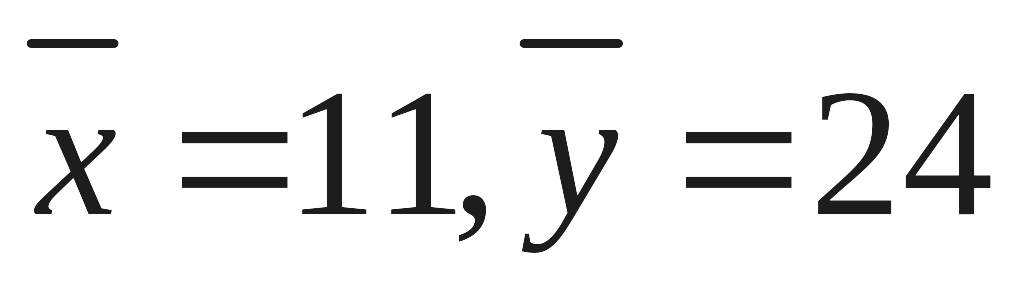 x̅ =11, y̅ =24